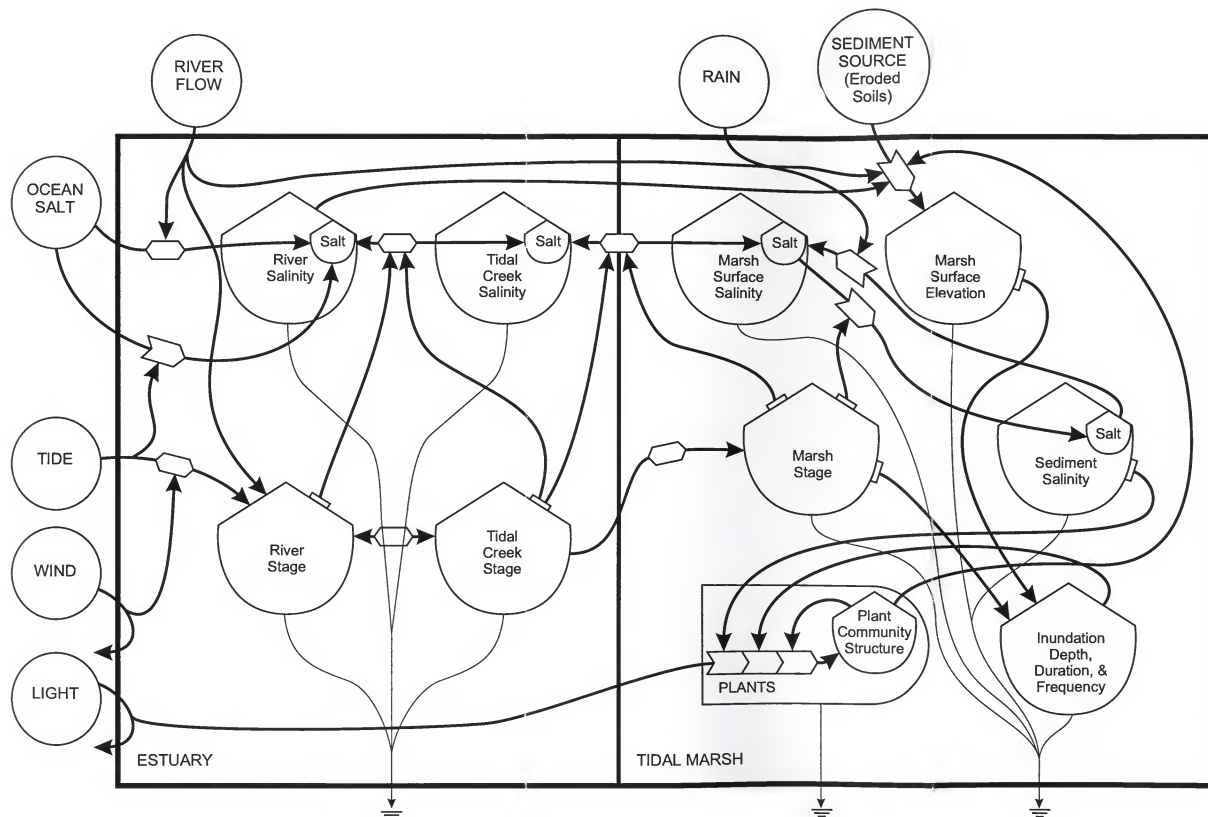 RIVER
FLOW
RAIN
SEDIMENT
SOURCE
(Eroded
Soils)
OCEAN
SALT
Salt
River
Salinity
Salt
Tidal
Creek
Salinity
Salt
Marsh
Surface
Salinity
Marsh
Surface
Elevation
TIDE
Marsh
Stage
Salt
Sediment
Salinity
River
Stage
Tidal
Creek
Stage
WIND
Plant
Community
Structure
PLANTS
Inundation
Depth,
Duration, &
Frequency
LIGHT
ESTUARY
TIDAL MARSH